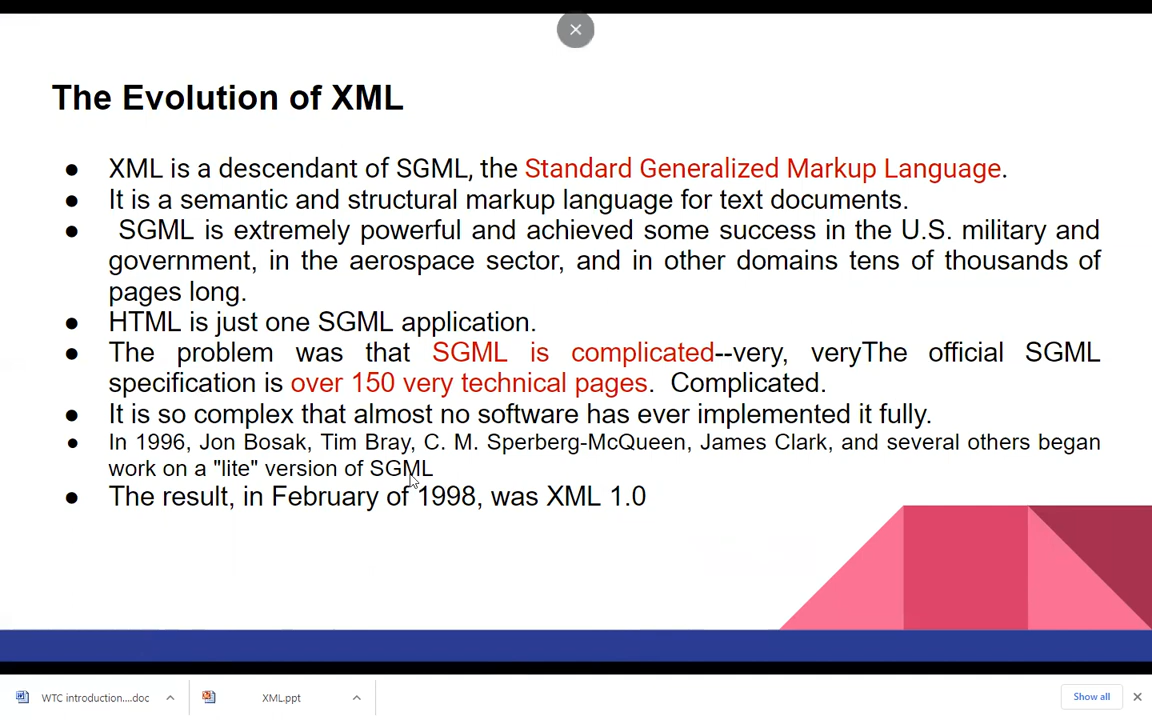 The Evolution of XML
● XML is a descendant of SGML, the Standard Generalized Markup Language.
● It is a semantic and structural markup language for text documents.
● SGML is extremely powerful and achieved some success in the U.S. military and
government, in the aerospace sector, and in other domains tens of thousands of
pages long.
● HTML is just one SGML application.
● The problem was that SGML is complicated--very, veryThe official SGML
specification is over 150 very technical pages. Complicated.
● It is so complex that almost no software has ever implemented it fully.
● In 1996, Jon Bosak, Tim Bray, C. M. Sperberg-McQueen, James Clark, and several others began
work on a "lite" version of SGML
● The result, in February of 1998, was XML 1.0
WTC introduction....doc XML.ppt Show all